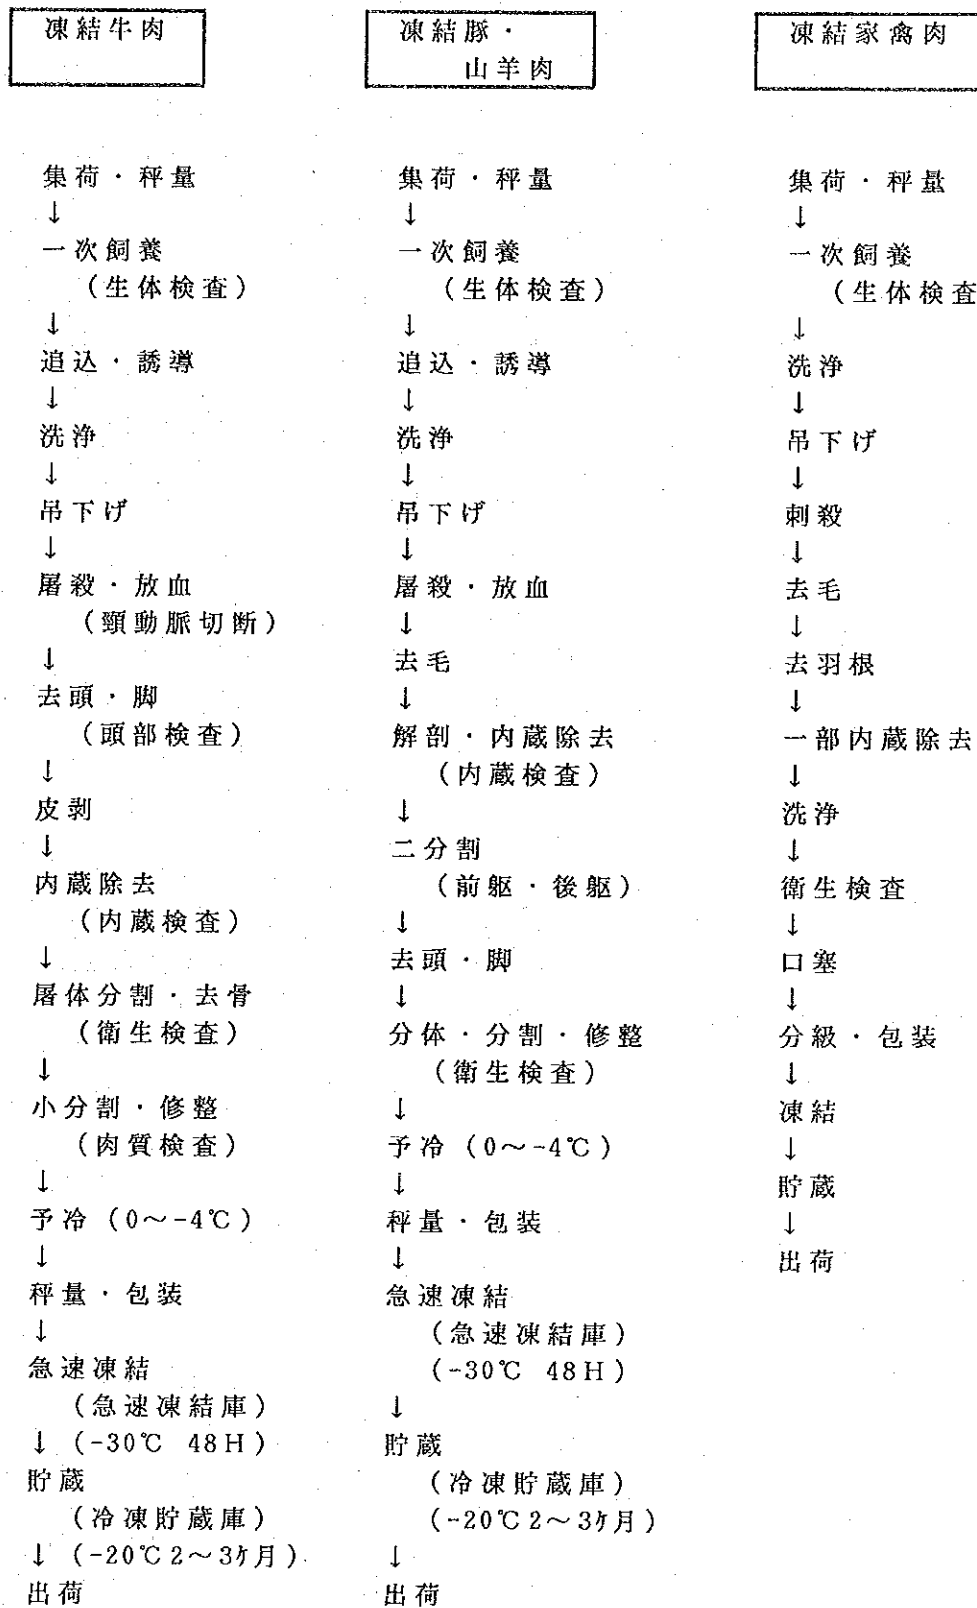 凍結牛肉
集荷・秤量
↓
一次飼養
(生体検査)
↓
追込・誘導
↓
洗浄
↓
吊下げ
↓
屠殺・放血
(頸動脈切断)
↓
去頭・脚
(頭部検査)
↓
皮剥
↓
内蔵除去
(内蔵検査)
↓
屠体分割・去骨
(衛生検査)
↓
小分割・修整
(肉質検査)
↓
予冷 (0～-4℃)
↓
秤量・包装
↓
急速凍結
(急速凍結庫)
↓ (-30℃ 48H)
貯蔵
(冷凍貯蔵庫)
↓ (-20℃ 2～3ケ月)
出荷
凍結豚・
山羊肉
集荷・秤量
↓
一次飼養
(生体検査)
↓
追込・誘導
↓
洗浄
↓
吊下げ
↓
屠殺・放血
↓
去毛
↓
解剖・内蔵除去
(内蔵検査)
↓
二分割
(前躯・後躯)
↓
去頭・脚
↓
分体・分割・修整
(衛生検査)
↓
予冷 (0～-4℃)
↓
秤量・包装
↓
急速凍結
(急速凍結庫)
(-30℃ 48H)
↓
貯蔵
(冷凍貯蔵庫)
(-20℃ 2～3ケ月)
↓
出荷
凍結家禽肉
集荷・秤量
↓
一次飼養
(生体検査
↓
洗浄
↓
吊下げ
↓
刺殺
↓
去毛
↓
去羽根
↓
一部内蔵除去
↓
洗浄
↓
衛生検査
↓
口塞
↓
分級・包装
↓
凍結
↓
貯蔵
↓
出荷